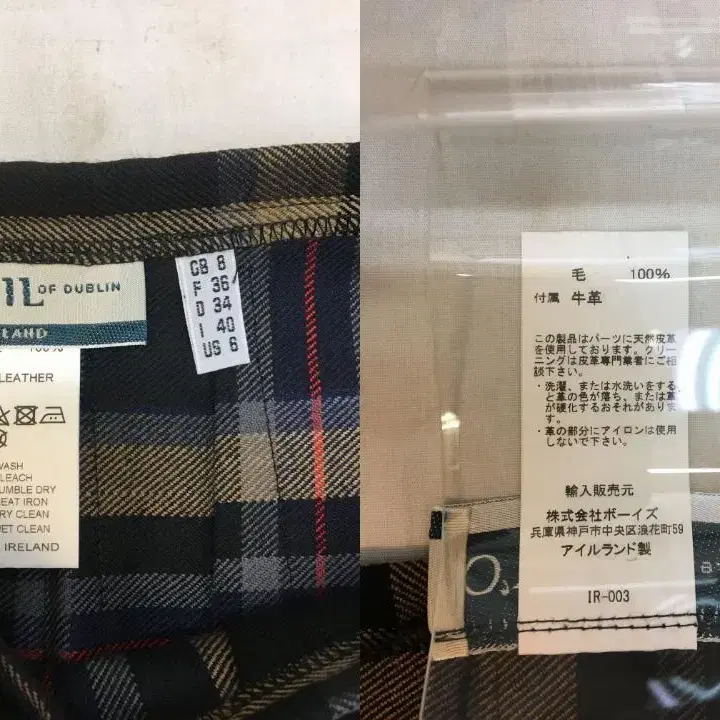 IL OF DUBLIN
LAND
100%
LEATHER
WASH
LEACH
UMBLE DRY
EAT IRON
RY CLEAN
ET CLEAN
IRELAND
GB 8
F 36
D 34
I 40
US 6
毛 100%
付属 牛革
この製品はパーツに天然皮革
を使用しております。クリー
ニングは皮革専門業者にご相
談下さい。
・洗濯、または水洗いをする
と革の色が落ち、または革
が硬化するおそれがありま
す。
・革の部分にアイロンは使用
しないで下さい。
輸入販売元
株式会社ボーイズ
兵庫県神戸市中央区浪花町59
アイルランド製
IR-003
O'